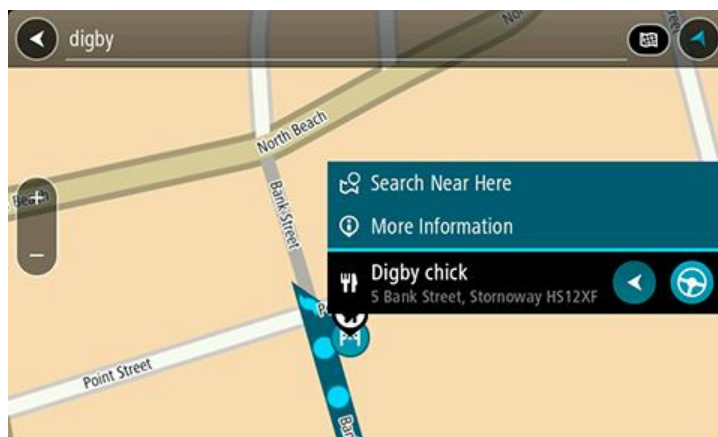 digby
North Beach
Beach
Bank Street
Search Near Here
More Information
Digby chick
5 Bank Street, Stornoway HS12XF
Point Street